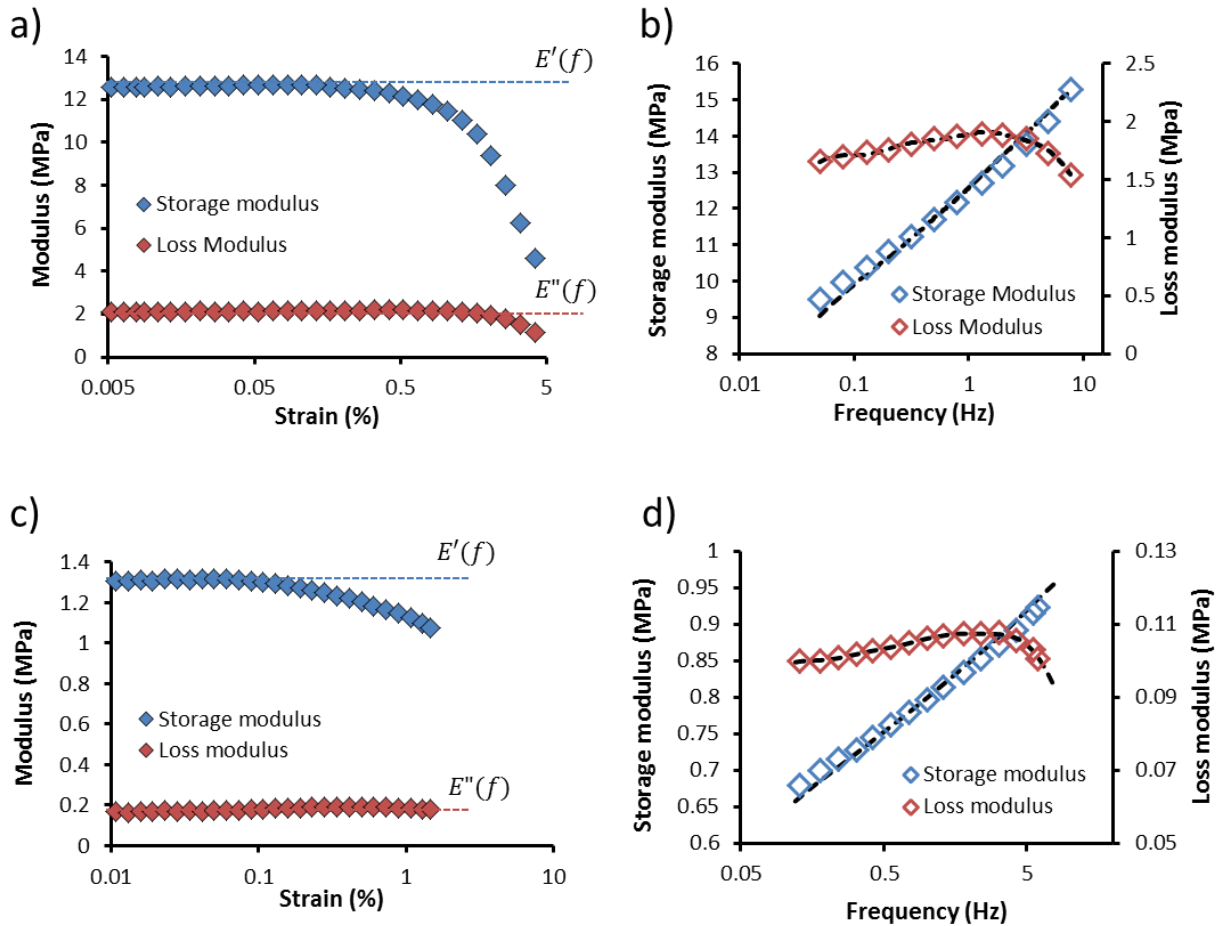 a)
Modulus (MPa)
14
12
10
8
6
4
2
0
E′(f)
Storage modulus
Loss Modulus
E"(f)
0.005
0.05
0.5
5
Strain (%)
b)
Storage modulus (MPa)
16
15
14
13
12
11
10
9
8
Storage Modulus
Loss Modulus
2.5
2
1.5
1
0.5
0
Loss modulus (Mpa)
0.01
0.1
1
10
Frequency (Hz)
c)
Modulus (MPa)
1.4
1.2
1
0.8
0.6
0.4
0.2
0
E′(f)
Storage modulus
Loss modulus
E"(f)
0.01
0.1
1
10
Strain (%)
d)
Storage modulus (MPa)
1
0.95
0.9
0.85
0.8
0.75
0.7
0.65
0.6
Storage modulus
Loss modulus
0.13
0.11
0.09
0.07
0.05
Loss modulus (MPa)
0.05
0.5
5
Frequency (Hz)